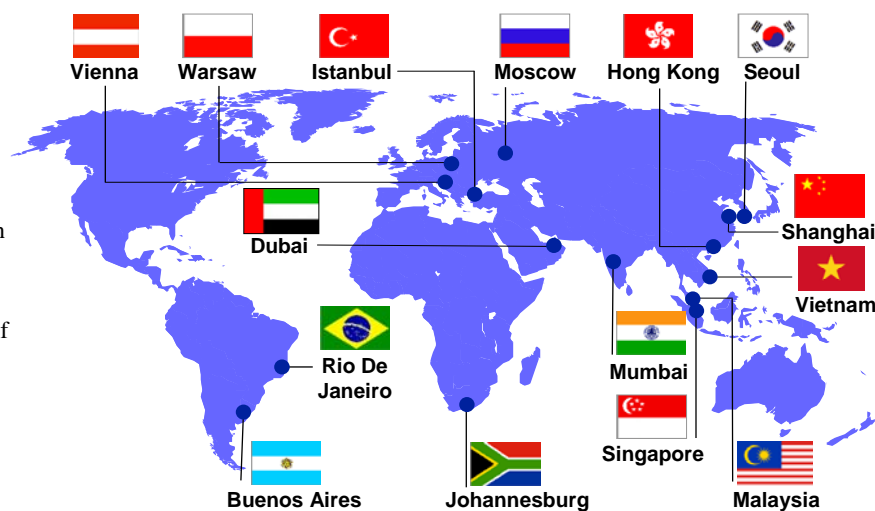 Vienna
Warsaw
Istanbul
Moscow
Hong Kong
Seoul
Shanghai
Dubai
Vietnam
Rio De
Janeiro
Mumbai
Singapore
Buenos Aires
Johannesburg
Malaysia
f